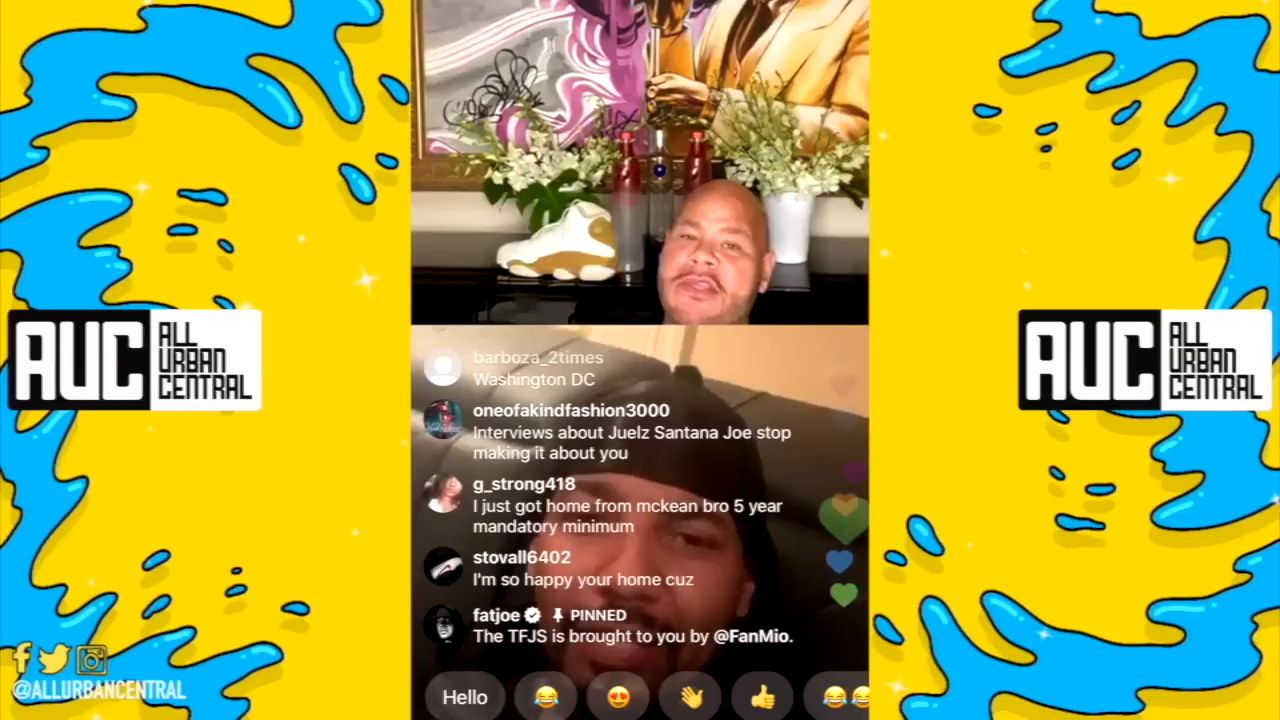 AUC ALL
URBAN
CENTRAL
AUC ALL
URBAN
CENTRAL
barboza_2times
Washington DC
oneofakindfashion3000
Interviews about Juelz Santana Joe stop
making it about you
g_strong418
I just got home from mckean bro 5 year
mandatory minimum
stovall6402
I'm so happy your home cuz
fatjoe PINNED
The TFJS is brought to you by @FanMio.
Hello 😂 😍 👋 👍 😂😂
@ALLURBANCENTRAL